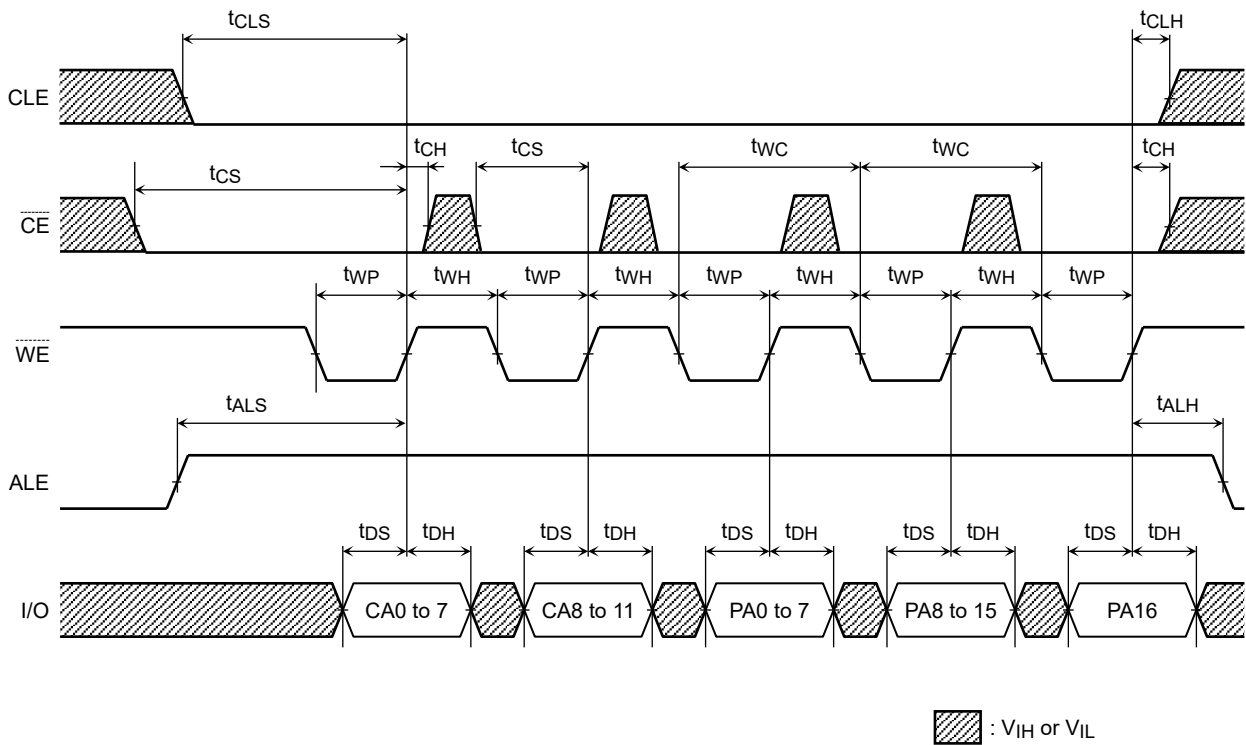 tCLS tCLH
CLE
tCH tCS tWC tWC tCH
tCS
CE
tWP tWH tWP tWH tWP tWH tWP tWH tWP
WE
tALS tALH
ALE
tDS tDH tDS tDH tDS tDH tDS tDH tDS tDH
I/O CA0 to 7 CA8 to 11 PA0 to 7 PA8 to 15 PA16
: VIH or VIL